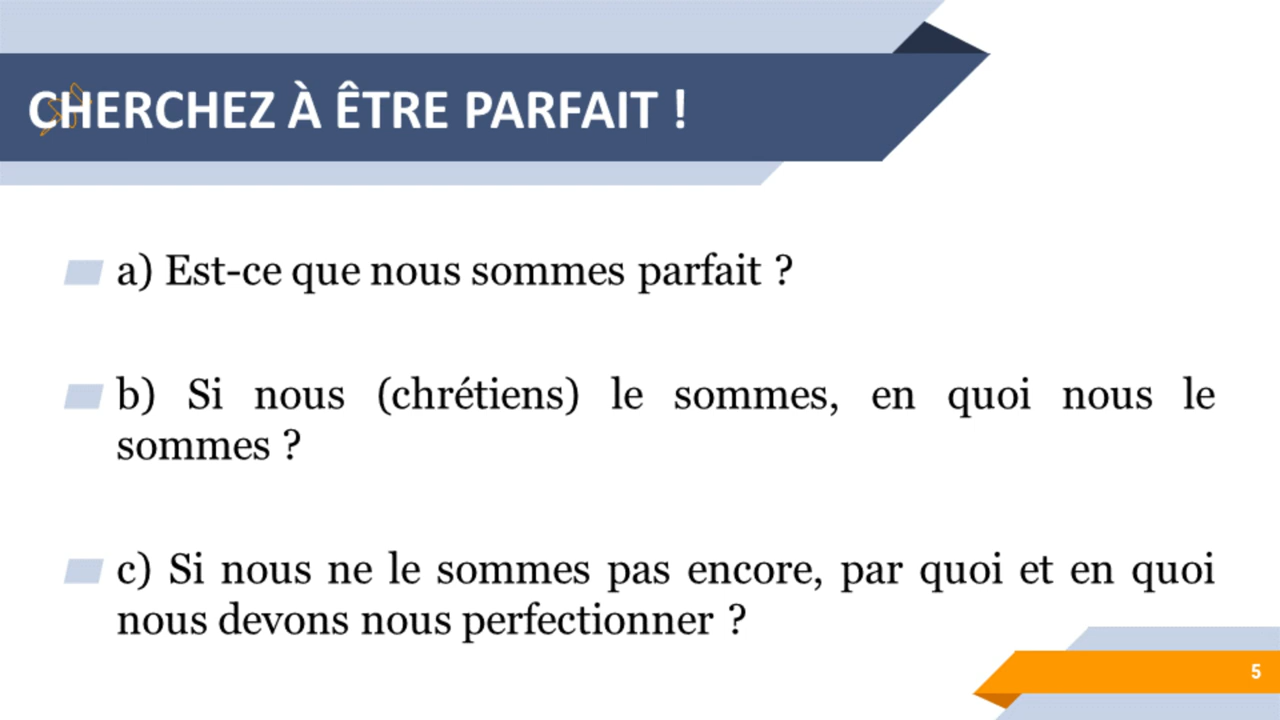 CHERCHEZ À ÊTRE PARFAIT !
a) Est-ce que nous sommes parfait ?
b) Si nous (chrétiens) le sommes, en quoi nous le
sommes ?
c) Si nous ne le sommes pas encore, par quoi et en quoi
nous devons nous perfectionner ?
5